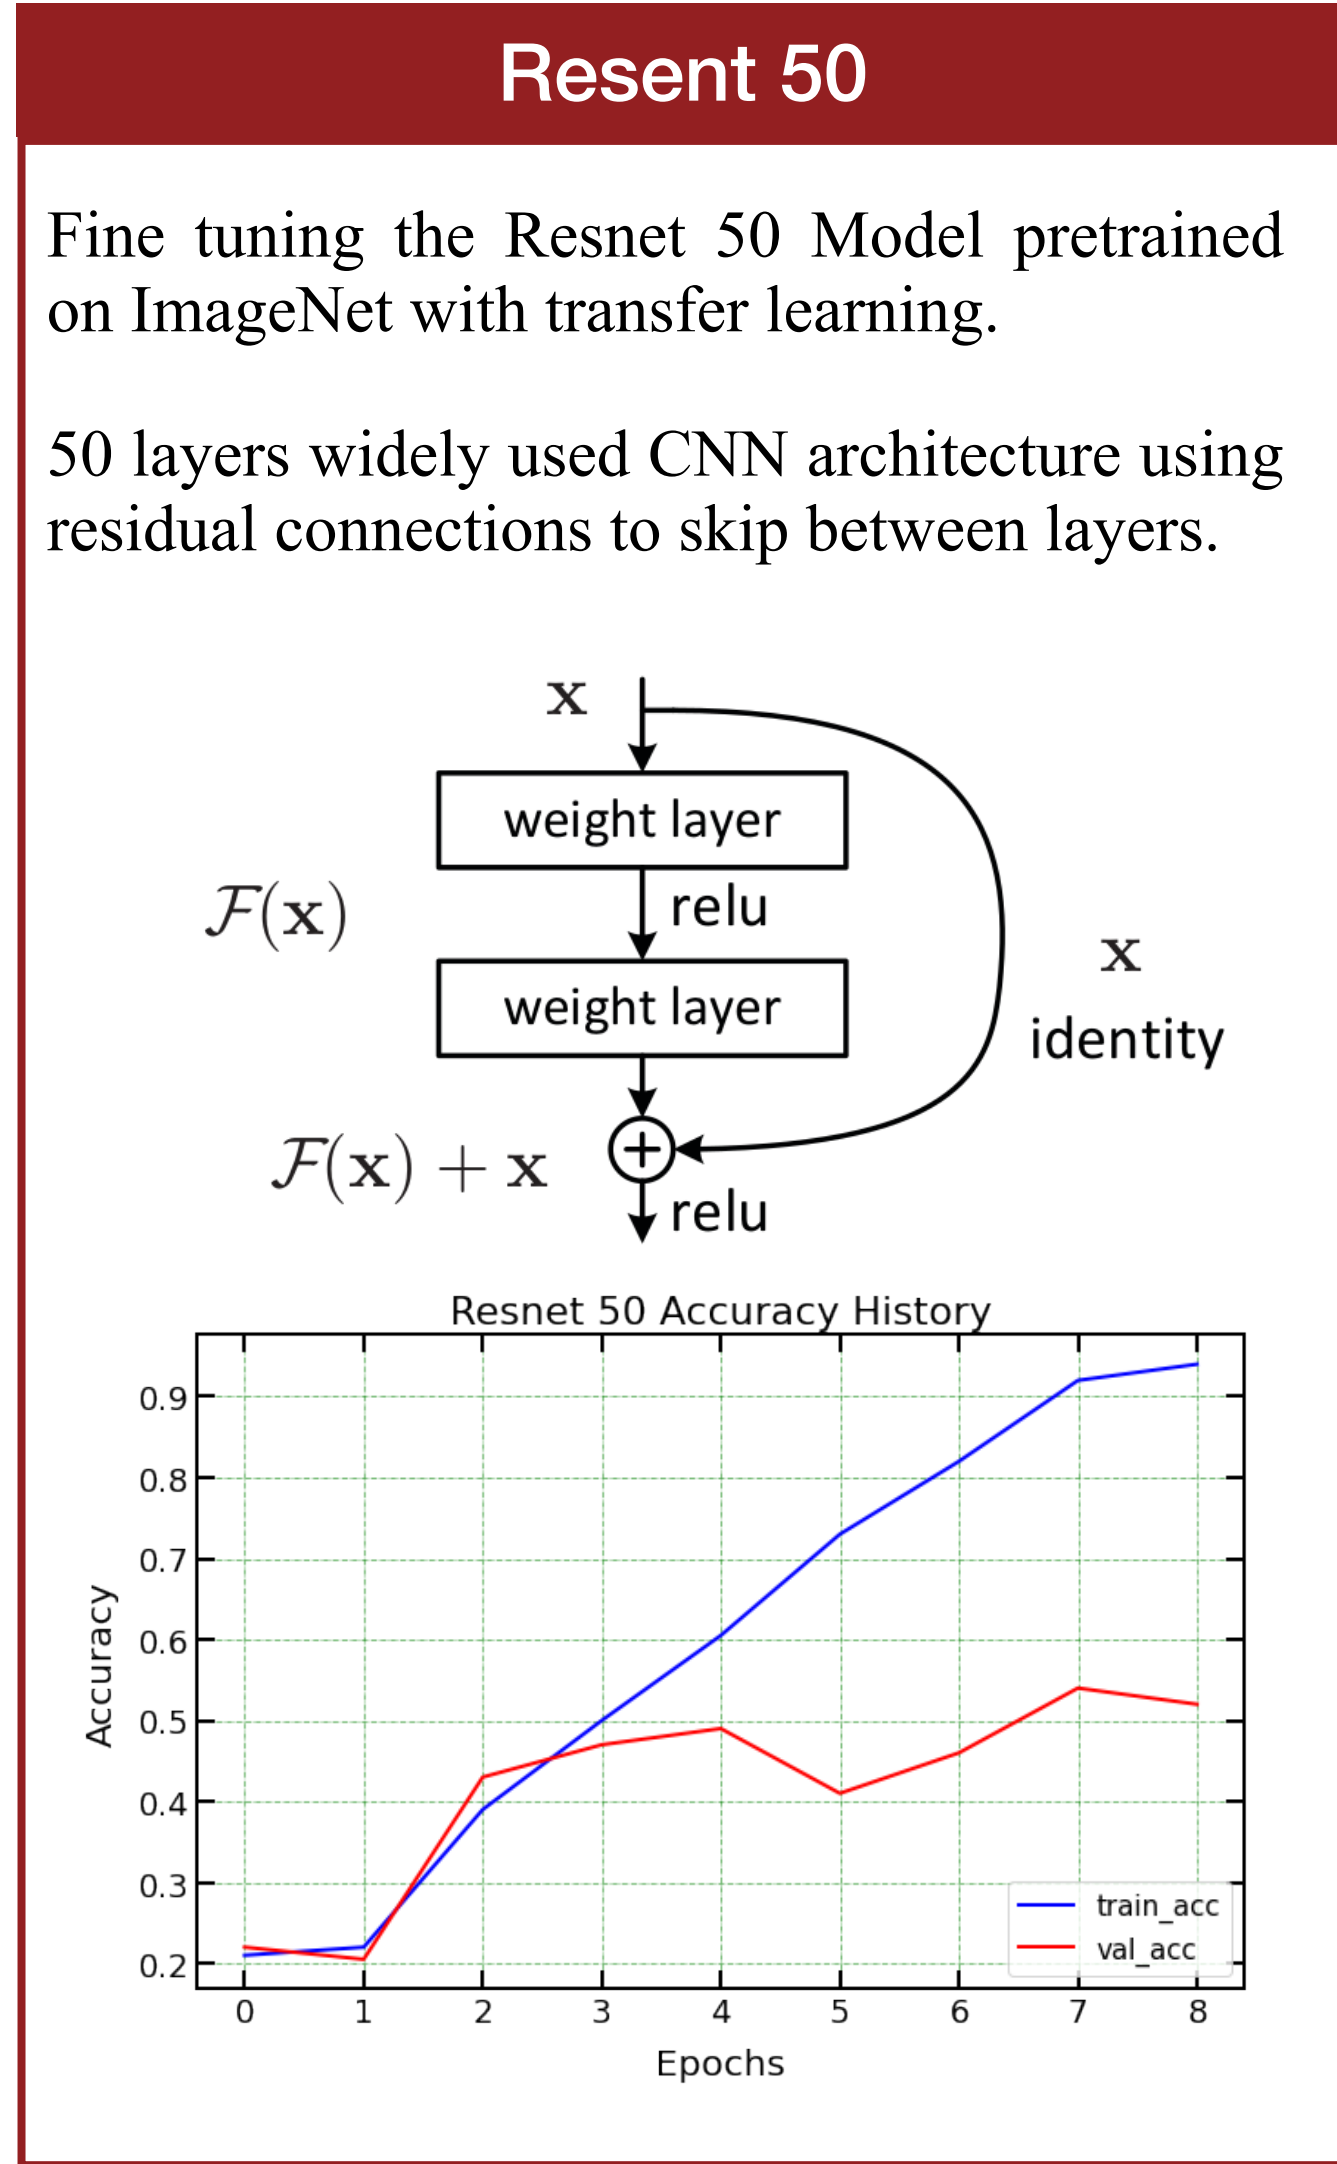 Resent 50
Fine tuning the Resnet 50 Model pretrained
on ImageNet with transfer learning.
50 layers widely used CNN architecture using
residual connections to skip between layers.
x
weight layer
F(x)
relu
x
weight layer
identity
F(x) + x
relu
Resnet 50 Accuracy History
Accuracy
0.9
0.8
0.7
0.6
0.5
0.4
0.3
0.2
train_acc
val_acc
0 1 2 3 4 5 6 7 8
Epochs